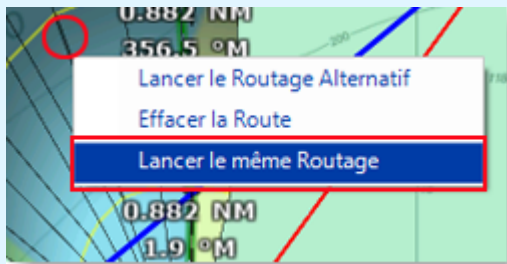 0.882 NM
356.5 °M
200
Lancer le Routage Alternatif
Effacer la Route
Lancer le même Routage
0.882 NM
1.9 °M